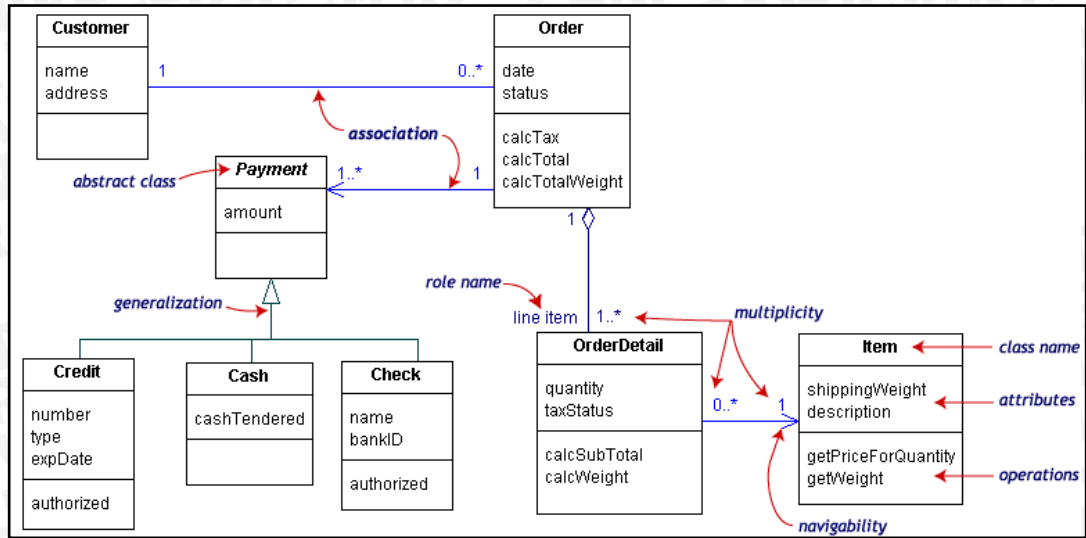 Customer
name
address
1
0..*
Order
date
status
calcTax
calcTotal
calcTotalWeight
association
abstract class
Payment
amount
1..*
1
1
generalization
role name
line item
1..*
multiplicity
Credit
number
type
expDate
authorized
Cash
cashTendered
Check
name
bankID
authorized
OrderDetail
quantity
taxStatus
calcSubTotal
calcWeight
0..*
1
Item
shippingWeight
description
getPriceForQuantity
getWeight
class name
attributes
operations
navigability